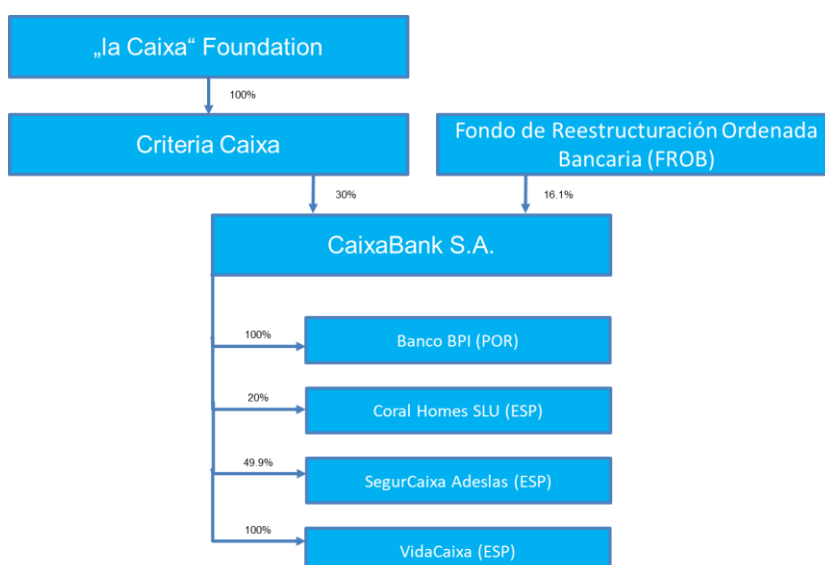 „la Caixa“ Foundation
100%
Criteria Caixa
Fondo de Reestructuración Ordenada
Bancaria (FROB)
30%
16.1%
CaixaBank S.A.
100%
Banco BPI (POR)
20%
Coral Homes SLU (ESP)
49.9%
SegurCaixa Adeslas (ESP)
100%
VidaCaixa (ESP)